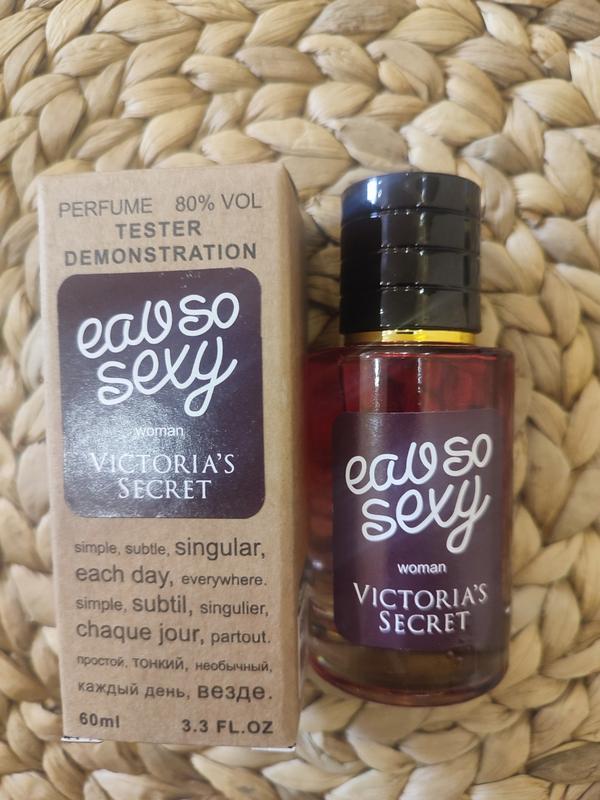 PERFUME 80% VOL
TESTER
DEMONSTRATION
eau so
sexy
woman
VICTORIA'S
SECRET
simple, subtle, singular,
each day, everywhere.
simple, subtil, singulier,
chaque jour, partout.
простой, тонкий, необычный,
каждый день, везде.
60ml 3.3 FL.OZ
eau so
sexy
woman
VICTORIA'S
SECRET